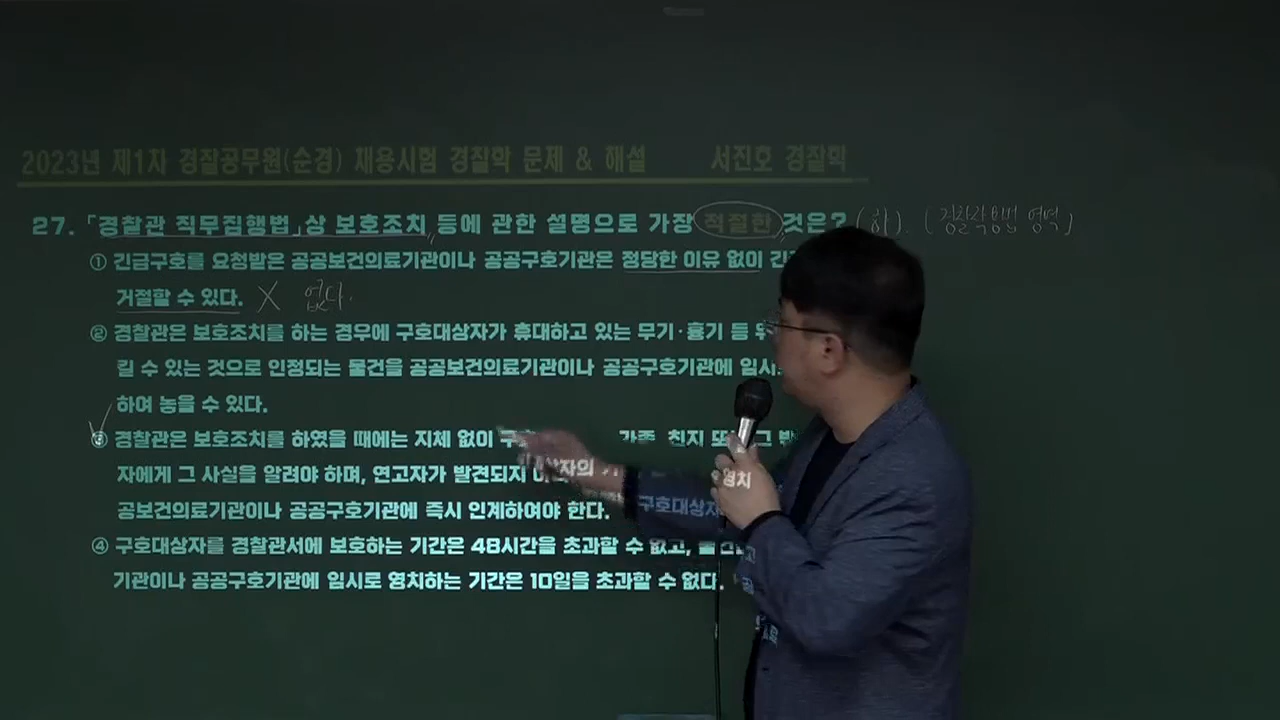 2023년 제1차 경찰공무원(순경) 채용시험 경찰학 문제 & 해설 서진호 경찰학
27. 「경찰관 직무집행법」상 보호조치 등에 관한 설명으로 가장 적절한 것은? (하). (경찰작용법 영역)
① 긴급구호를 요청받은 공공보건의료기관이나 공공구호기관은 정당한 이유 없이
거절할 수 있다. X 없다.
② 경찰관은 보호조치를 하는 경우에 구호대상자가 휴대하고 있는 무기·흉기 등
킬 수 있는 것으로 인정되는 물건을 공공보건의료기관이나 공공구호기관에
하여 놓을 수 있다.
③ 경찰관은 보호조치를 하였을 때에는 지체 없이 가족, 친지 또는 그
자에게 그 사실을 알려야 하며, 연고자가 발견되지 영치
공보건의료기관이나 공공구호기관에 즉시 인계하여야 한다. 구호대상자
④ 구호대상자를 경찰관서에 보호하는 기간은 48시간을 초과할 수 없고,
기관이나 공공구호기관에 임시로 영치하는 기간은 10일을 초과할 수 없다.